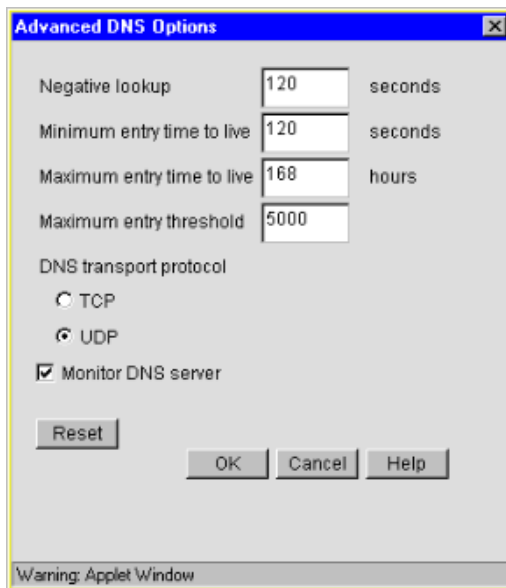 Advanced DNS Options
Negative lookup 120 seconds
Minimum entry time to live 120 seconds
Maximum entry time to live 168 hours
Maximum entry threshold 5000
DNS transport protocol
TCP
UDP
Monitor DNS server
Reset
OK Cancel Help
Warning: Applet Window